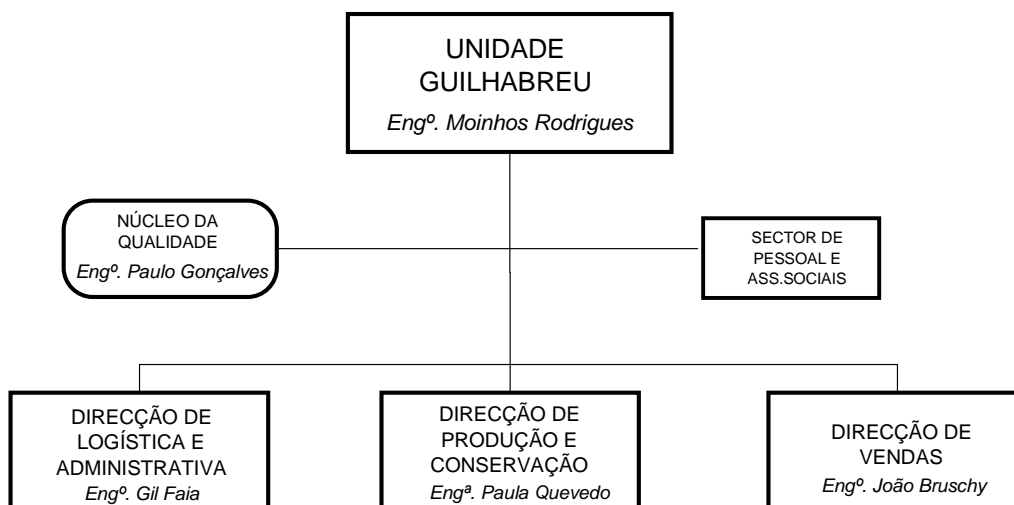 UNIDADE
GUILHABREU
Engº. Moinhos Rodrigues
NÚCLEO DA
QUALIDADE
Engº. Paulo Gonçalves
SECTOR DE
PESSOAL E
ASS.SOCIAIS
DIRECÇÃO DE
LOGÍSTICA E
ADMINISTRATIVA
Engº. Gil Faia
DIRECÇÃO DE
PRODUÇÃO E
CONSERVAÇÃO
Engª. Paula Quevedo
DIRECÇÃO DE
VENDAS
Engº. João Bruschy